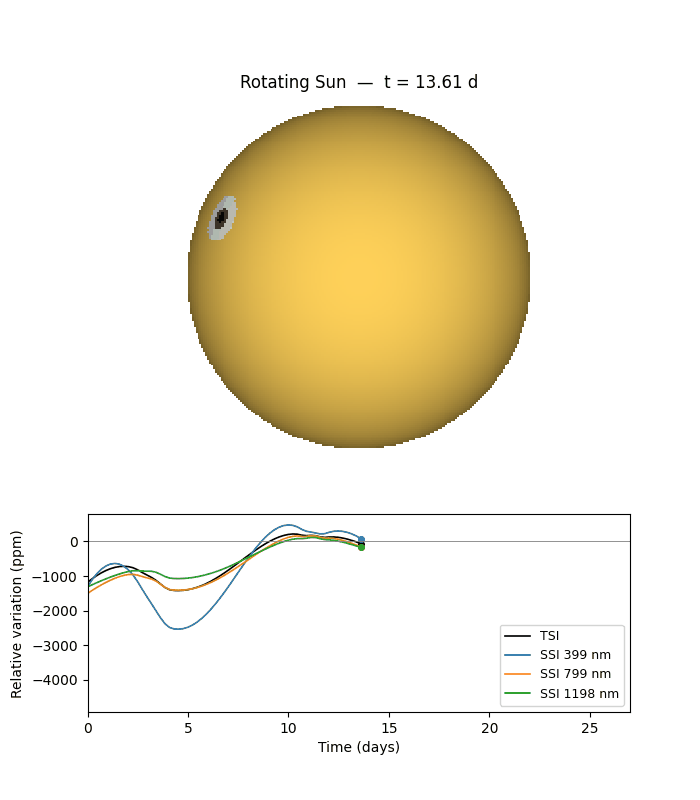 Rotating Sun — t = 13.61 d
Relative variation (ppm)
0
−1000
−2000
−3000
−4000
TSI
SSI 399 nm
SSI 799 nm
SSI 1198 nm
0 5 10 15 20 25
Time (days)